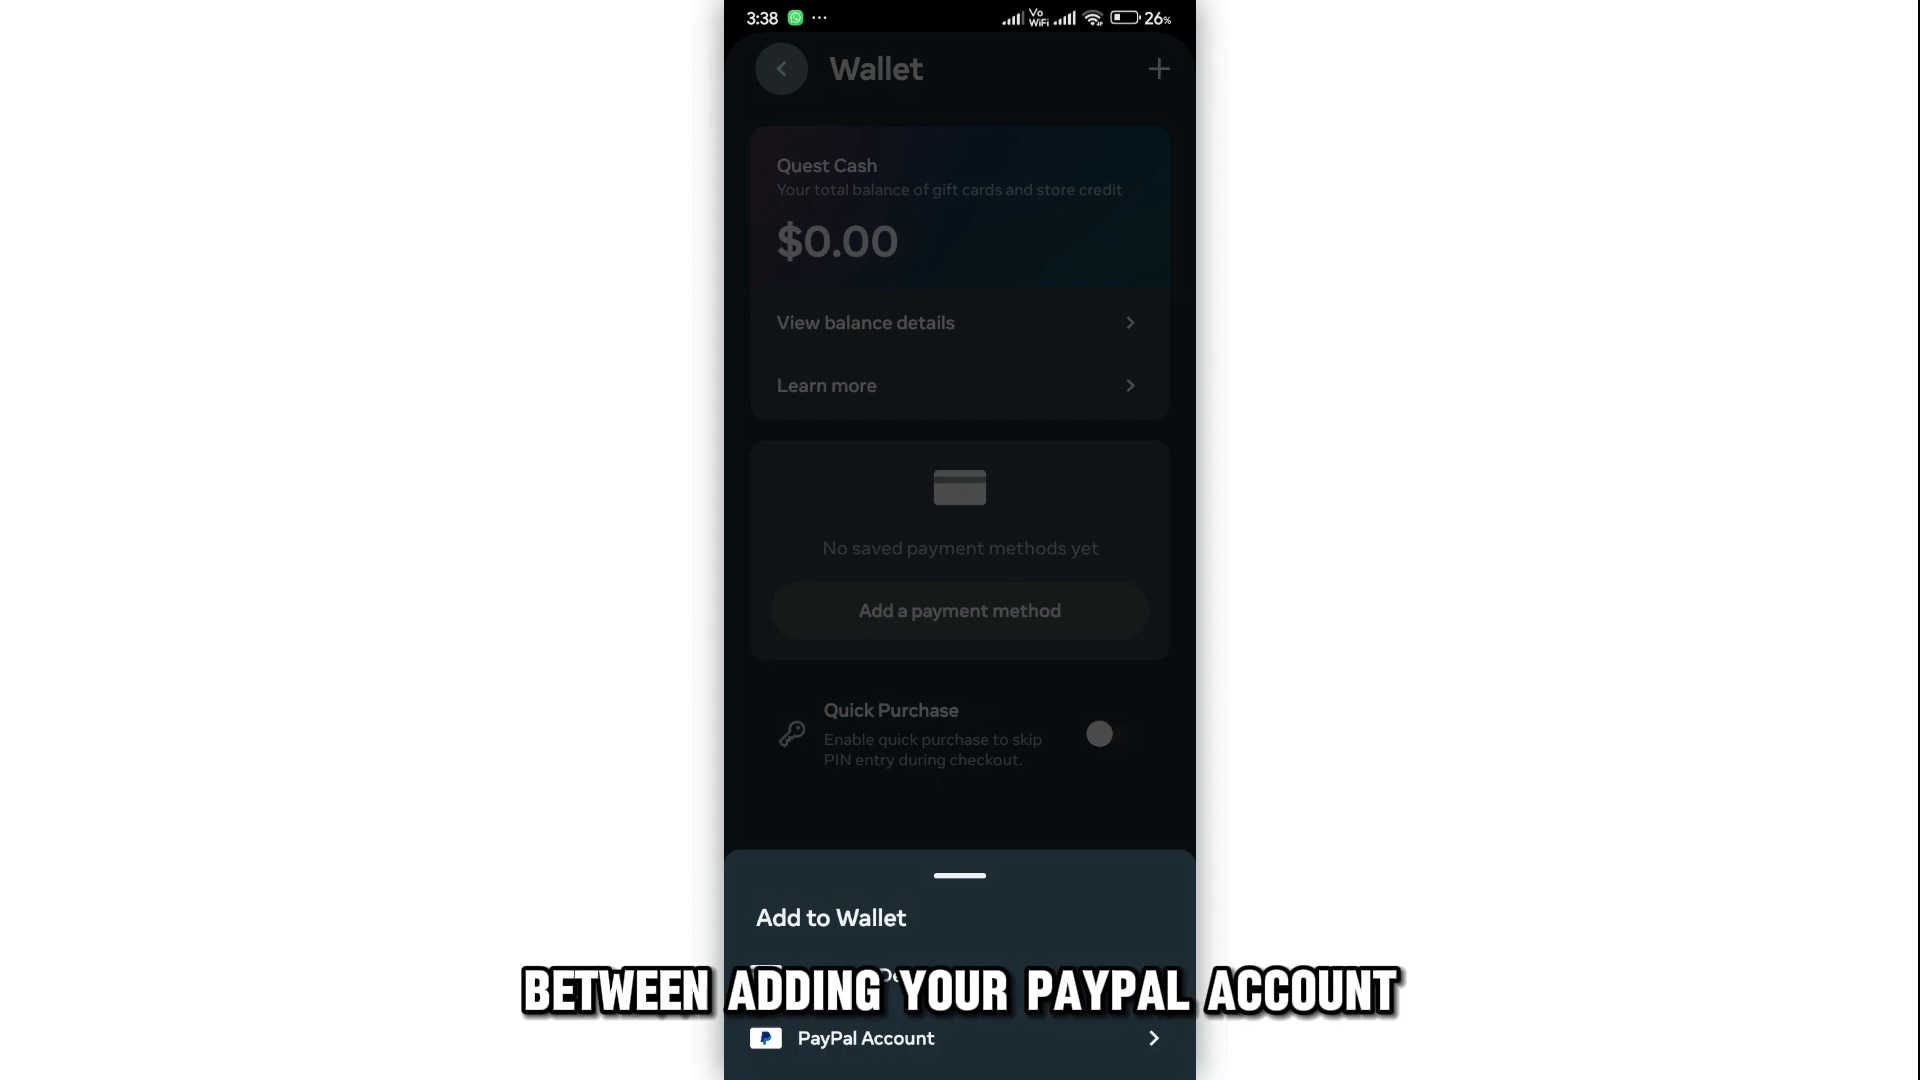 3:38 ... Vo WiFi 26%
Wallet
Quest Cash
Your total balance of gift cards and store credit
$0.00
View balance details
Learn more
No saved payment methods yet
Add a payment method
Quick Purchase
Enable quick purchase to skip
PIN entry during checkout.
Add to Wallet
BETWEEN ADDING YOUR PAYPAL ACCOUNT
PayPal Account